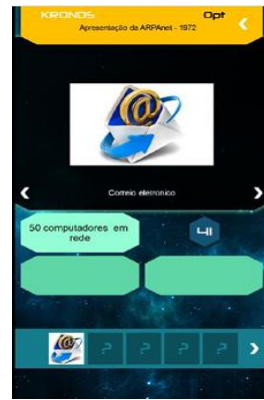 KRONOS
Opt
Apresentação da ARPAnet - 1972
@
Correio eletronico
50 computadores em
rede
41
@
? ? ? ?